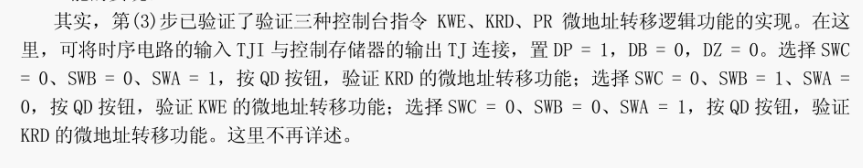 能的实现。
其实，第(3)步已验证了验证三种控制台指令 KWE、KRD、PR 微地址转移逻辑功能的实现。在这
里，可将时序电路的输入 TJI 与控制存储器的输出 TJ 连接，置 DP = 1，DB = 0，DZ = 0。选择 SWC
= 0、SWB = 0、SWA = 1，按 QD 按钮，验证 KRD 的微地址转移功能；选择 SWC = 0、SWB = 1、SWA =
0，按 QD 按钮，验证 KWE 的微地址转移功能；选择 SWC = 0、SWB = 0、SWA = 1，按 QD 按钮，验证
KRD 的微地址转移功能。这里不再详述。